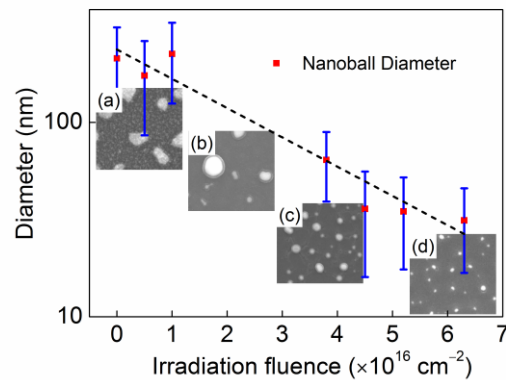 Nanoball Diameter
(a)
(b)
(c)
(d)
100
10
Diameter (nm)
0 1 2 3 4 5 6 7
Irradiation fluence (×10¹⁶ cm⁻²)